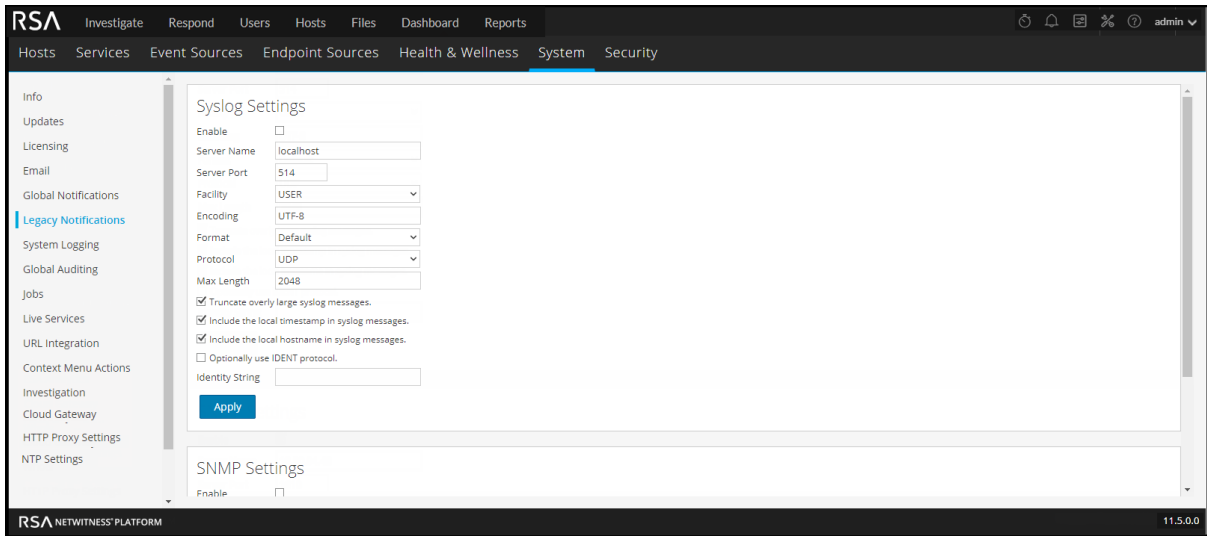 RSA Investigate Respond Users Hosts Files Dashboard Reports admin
Hosts Services Event Sources Endpoint Sources Health & Wellness System Security
Info
Updates
Licensing
Email
Global Notifications
Legacy Notifications
System Logging
Global Auditing
Jobs
Live Services
URL Integration
Context Menu Actions
Investigation
Cloud Gateway
HTTP Proxy Settings
NTP Settings
Syslog Settings
Enable
Server Name localhost
Server Port 514
Facility USER
Encoding UTF-8
Format Default
Protocol UDP
Max Length 2048
Truncate overly large syslog messages.
Include the local timestamp in syslog messages.
Include the local hostname in syslog messages.
Optionally use IDENT protocol.
Identity String
Apply
SNMP Settings
Enable
RSA NETWITNESS® PLATFORM 11.5.0.0